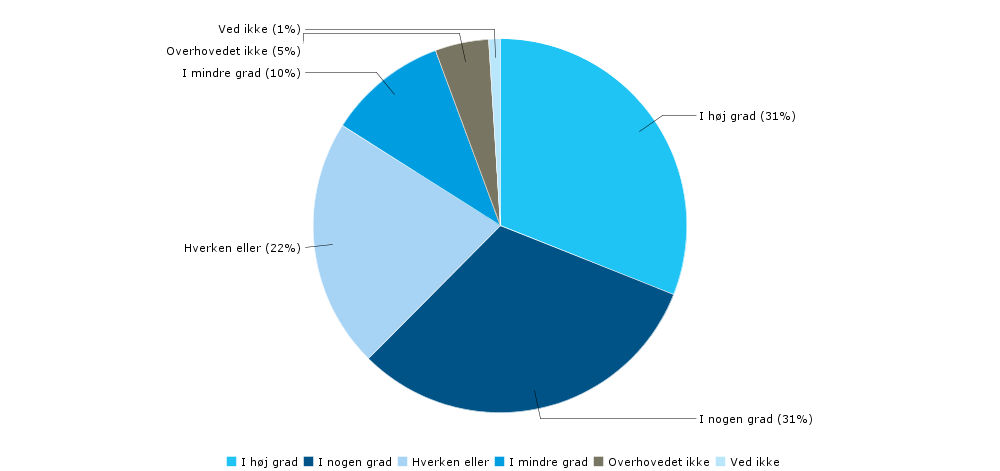 Ved ikke (1%)
Overhovedet ikke (5%)
I mindre grad (10%)
I høj grad (31%)
Hverken eller (22%)
I nogen grad (31%)
I høj grad I nogen grad Hverken eller I mindre grad Overhovedet ikke Ved ikke